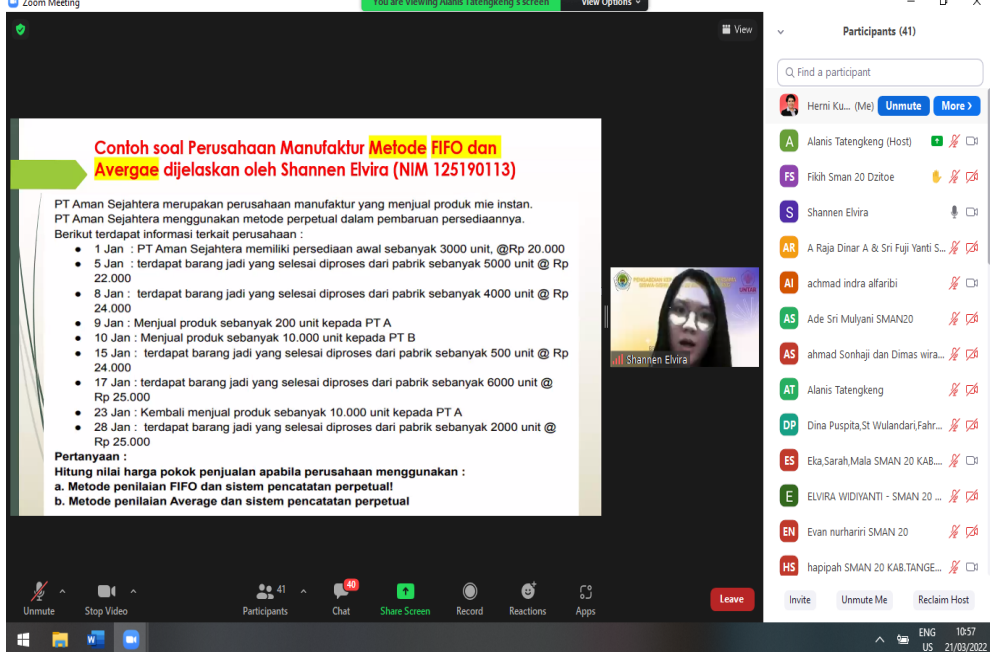 Zoom Meeting
You are viewing Alanis Tatengkeng's screen
View Options
View
Participants (41)
Find a participant
Herni Ku... (Me)
Unmute
More >
A
Alanis Tatengkeng (Host)
FS
Fikih Sman 20 Dzitoe
S
Shannen Elvira
AR
A Raja Dinar A & Sri Fuji Yanti S...
AI
achmad indra alfaribi
AS
Ade Sri Mulyani SMAN20
AS
ahmad Sonhaji dan Dimas wira...
AT
Alanis Tatengkeng
DP
Dina Puspita,St Wulandari,Fahr...
ES
Eka,Sarah,Mala SMAN 20 KAB....
E
ELVIRA WIDIYANTI - SMAN 20 ...
EN
Evan nurhariri SMAN 20
HS
hapipah SMAN 20 KAB.TANGE...
Invite
Unmute Me
Reclaim Host
Contoh soal Perusahaan Manufaktur Metode FIFO dan
Avergae dijelaskan oleh Shannen Elvira (NIM 125190113)
PT Aman Sejahtera merupakan perusahaan manufaktur yang menjual produk mie instan.
PT Aman Sejahtera menggunakan metode perpetual dalam pembaruan persediaannya.
Berikut terdapat informasi terkait perusahaan :
• 1 Jan : PT Aman Sejahtera memiliki persediaan awal sebanyak 3000 unit, @Rp 20.000
• 5 Jan : terdapat barang jadi yang selesai diproses dari pabrik sebanyak 5000 unit @ Rp
22.000
• 8 Jan : terdapat barang jadi yang selesai diproses dari pabrik sebanyak 4000 unit @ Rp
24.000
• 9 Jan : Menjual produk sebanyak 200 unit kepada PT A
• 10 Jan : Menjual produk sebanyak 10.000 unit kepada PT B
• 15 Jan : terdapat barang jadi yang selesai diproses dari pabrik sebanyak 500 unit @ Rp
24.000
• 17 Jan : terdapat barang jadi yang selesai diproses dari pabrik sebanyak 6000 unit @
Rp 25.000
• 23 Jan : Kembali menjual produk sebanyak 10.000 unit kepada PT A
• 28 Jan : terdapat barang jadi yang selesai diproses dari pabrik sebanyak 2000 unit @
Rp 25.000
Pertanyaan :
Hitung nilai harga pokok penjualan apabila perusahaan menggunakan :
a. Metode penilaian FIFO dan sistem pencatatan perpetual!
b. Metode penilaian Average dan sistem pencatatan perpetual
UNTAR
Shannen Elvira
Unmute
Stop Video
41
Participants
40
Chat
Share Screen
Record
Reactions
Apps
Leave
ENG
US
10:57
21/03/2022